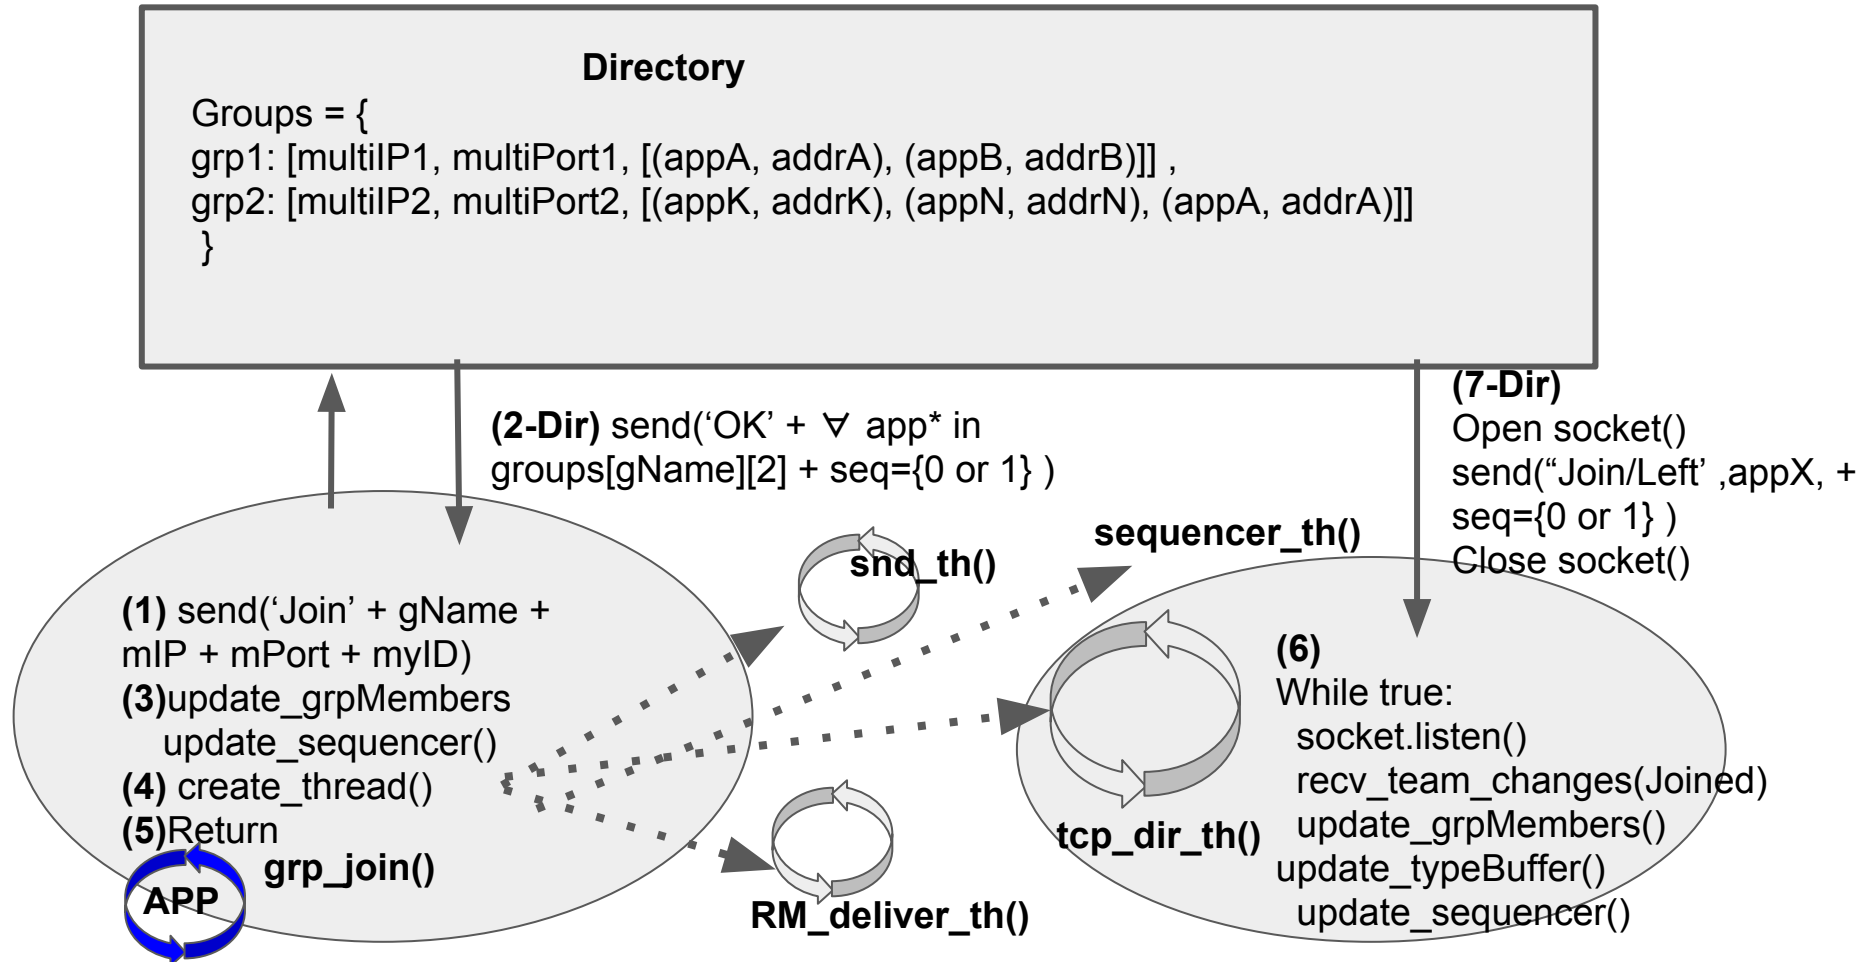 Directory
Groups = {
grp1: [multiIP1, multiPort1, [(appA, addrA), (appB, addrB)]] ,
grp2: [multiIP2, multiPort2, [(appK, addrK), (appN, addrN), (appA, addrA)]]
}
(2-Dir) send(‘OK’ + ∀ app* in
groups[gName][2] + seq={0 or 1} )
(7-Dir)
Open socket()
send(“Join/Left’ ,appX, +
seq={0 or 1} )
Close socket()
(1) send(‘Join’ + gName +
mIP + mPort + myID)
(3)update_grpMembers
update_sequencer()
(4) create_thread()
(5)Return
grp_join()
APP
snd_th()
sequencer_th()
tcp_dir_th()
RM_deliver_th()
(6)
While true:
socket.listen()
recv_team_changes(Joined)
update_grpMembers()
update_typeBuffer()
update_sequencer()